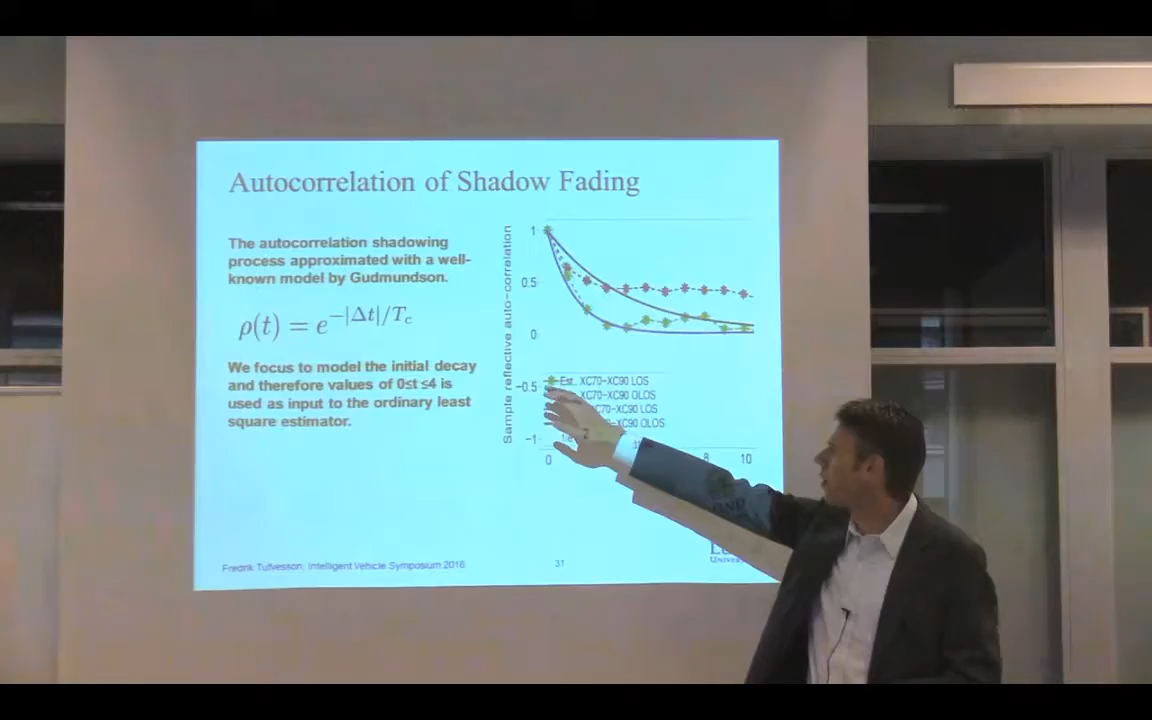 Autocorrelation of Shadow Fading
The autocorrelation shadowing
process approximated with a well-
known model by Gudmundson.
ρ(t) = e^{-|Δt|/T_c}
We focus to model the initial decay
and therefore values of 0≤t ≤4 is
used as input to the ordinary least
square estimator.
Sample reflective auto-correlation
1
0.5
0
-0.5
-1
Est., XC70-XC90 LOS
XC70-XC90 OLOS
C70-XC90 LOS
-XC90 OLOS
0
8
10
Fredrik Tufvesson, Intelligent Vehicle Symposium 2016
31